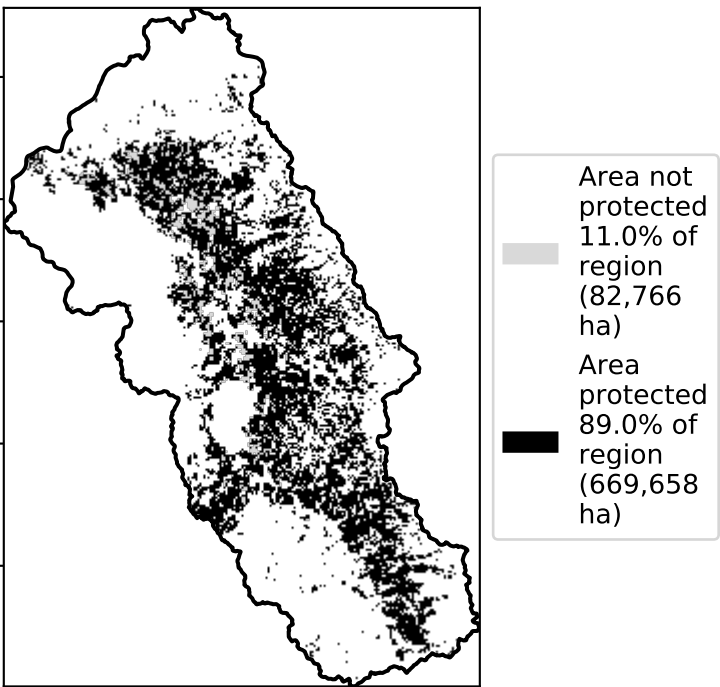 Area not
protected
11.0% of
region
(82,766
ha)
Area
protected
89.0% of
region
(669,658
ha)